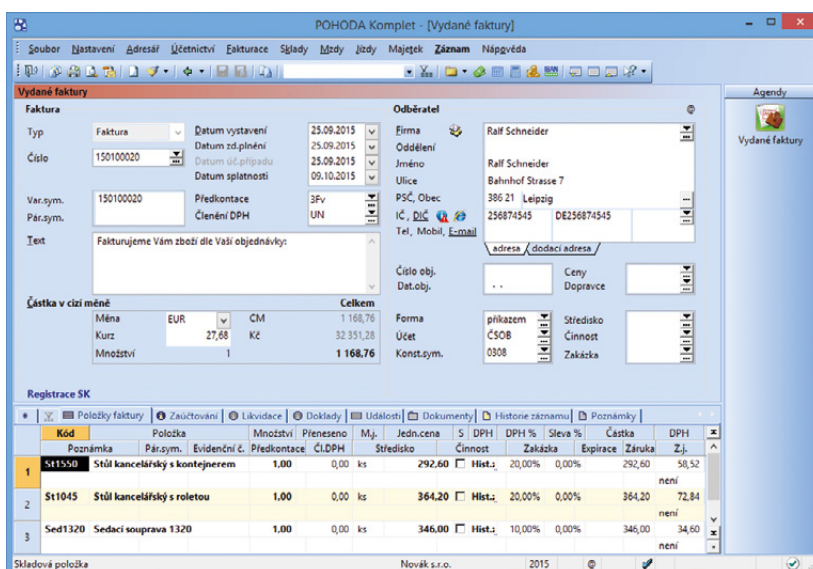 POHODA Komplet - [Vydané faktury]
Soubor Nastavení Adresář Účetnictví Fakturace Sklady Mzdy Jízdy Majetek Záznam Nápověda
Vydané faktury
Agendy
Vydané faktury
Faktura
Odběratel @
Typ Faktura Datum vystavení 25.09.2015 Firma Ralf Schneider
Datum zd.plnění 25.09.2015 Oddělení
Číslo 150100020 Datum úč.případu 25.09.2015 Jméno Ralf Schneider
Datum splatnosti 09.10.2015 Ulice Bahnhof Strasse 7
Var.sym. 150100020 Předkontace 3Fv PSČ, Obec 386 21 Leipzig
Pár.sym. Členění DPH UN IČ, DIČ 256874545 DE256874545
Tel, Mobil, E-mail
Text Fakturujeme Vám zboží dle Vaší objednávky:
adresa dodací adresa
Číslo obj. Ceny
Dat.obj. . . Dopravce
Částka v cizí měně Celkem
Měna EUR CM 1 168,76 Forma příkazem Středisko
Kurz 27,68 Kč 32 351,28 Účet ČSOB Činnost
Množství 1 1 168,76 Konst.sym. 0308 Zakázka
Registrace SK
Položky faktury Zaúčtování Likvidace Doklady Události Dokumenty Historie záznamu Poznámky
Kód Položka Množství Přeneseno M.j. Jedn.cena S DPH DPH % Sleva % Částka DPH
Poznámka Pár.sym. Evidenční č. Předkontace Čl.DPH Středisko Činnost Zakázka Expirace Záruka Z.j.
1 St1550 Stůl kancelářský s kontejnerem 1,00 0,00 ks 292,60 Hist.: 20,00% 0,00% 292,60 58,52
není
2 St1045 Stůl kancelářský s roletou 1,00 0,00 ks 364,20 Hist.: 20,00% 0,00% 364,20 72,84
není
3 Sed1320 Sedací souprava 1320 1,00 0,00 ks 346,00 Hist.: 10,00% 0,00% 346,00 34,60
není
Skladová položka Novák s.r.o. 2015 @